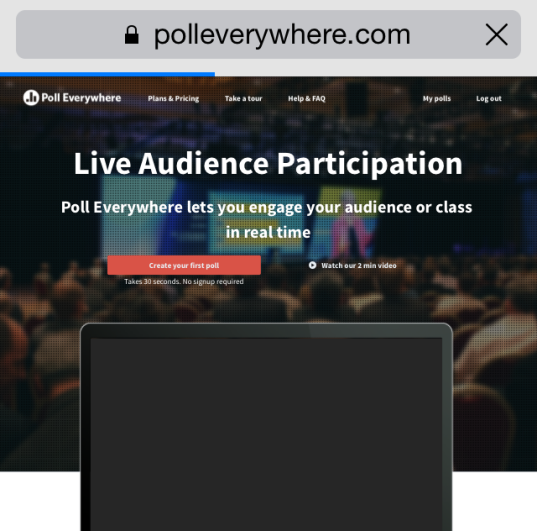 polleverywhere.com
Poll Everywhere Plans & Pricing Take a tour Help & FAQ My polls Log out
Live Audience Participation
Poll Everywhere lets you engage your audience or class
in real time
Create your first poll Watch our 2 min video
Takes 30 seconds. No signup required